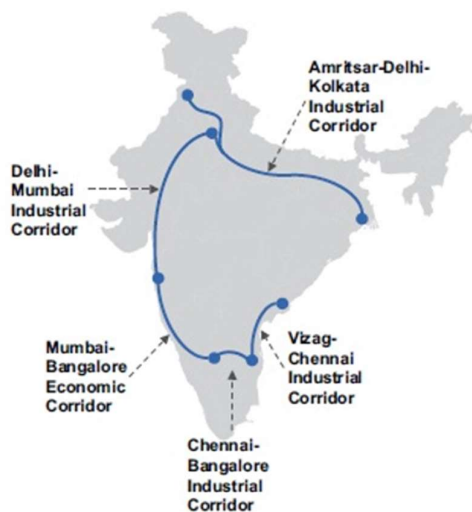 Amritsar-Delhi-
Kolkata
Industrial
Corridor
Delhi-
Mumbai
Industrial
Corridor
Mumbai-
Bangalore
Economic
Corridor
Vizag-
Chennai
Industrial
Corridor
Chennai-
Bangalore
Industrial
Corridor